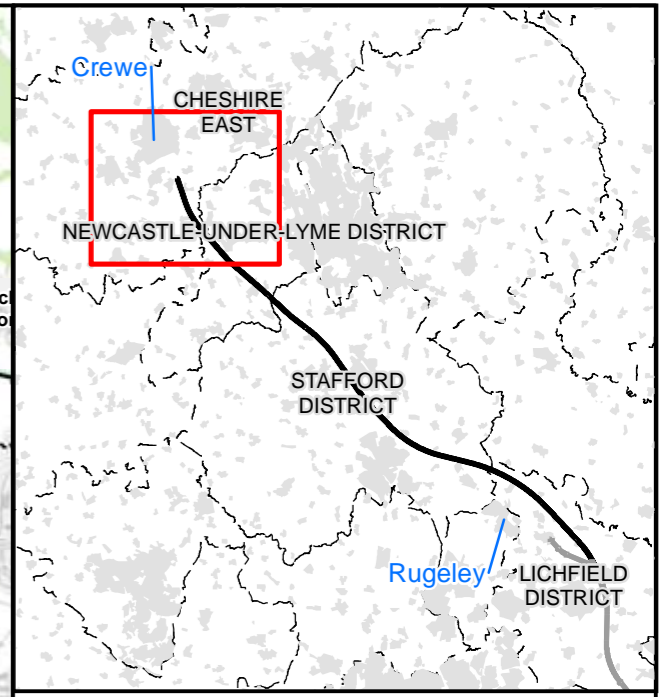 Crewe
CHESHIRE
EAST
NEWCASTLE-UNDER-LYME DISTRICT
STAFFORD
DISTRICT
Rugeley
LICHFIELD
DISTRICT